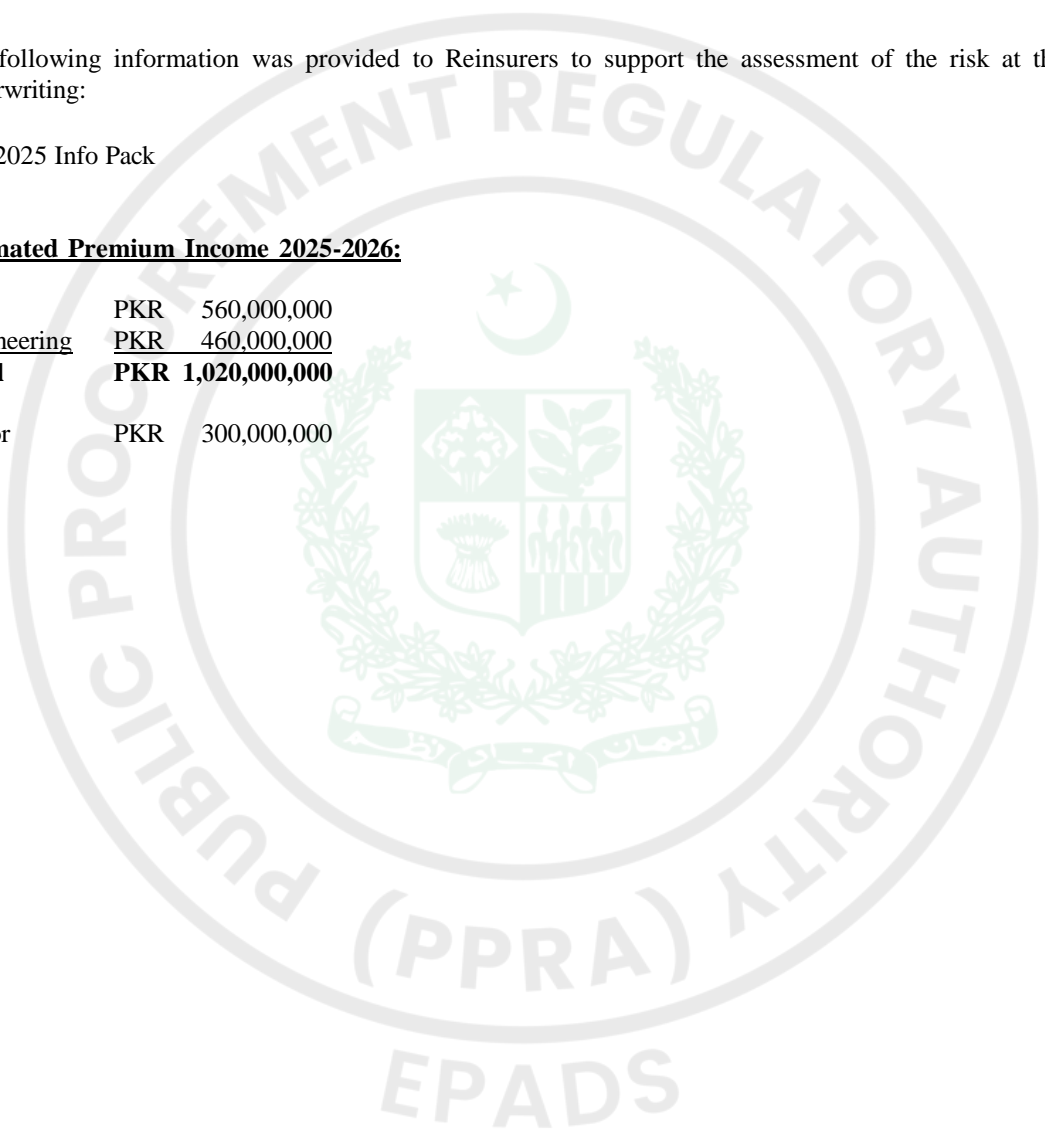 following information was provided to Reinsurers to support the assessment of the risk at th
rwriting:
2025 Info Pack
mated Premium Income 2025-2026:
PKR 560,000,000
neering PKR 460,000,000
l PKR 1,020,000,000
or PKR 300,000,000
PUBLIC PROCUREMENT REGULATORY AUTHORITY
(PPRA)
EPADS